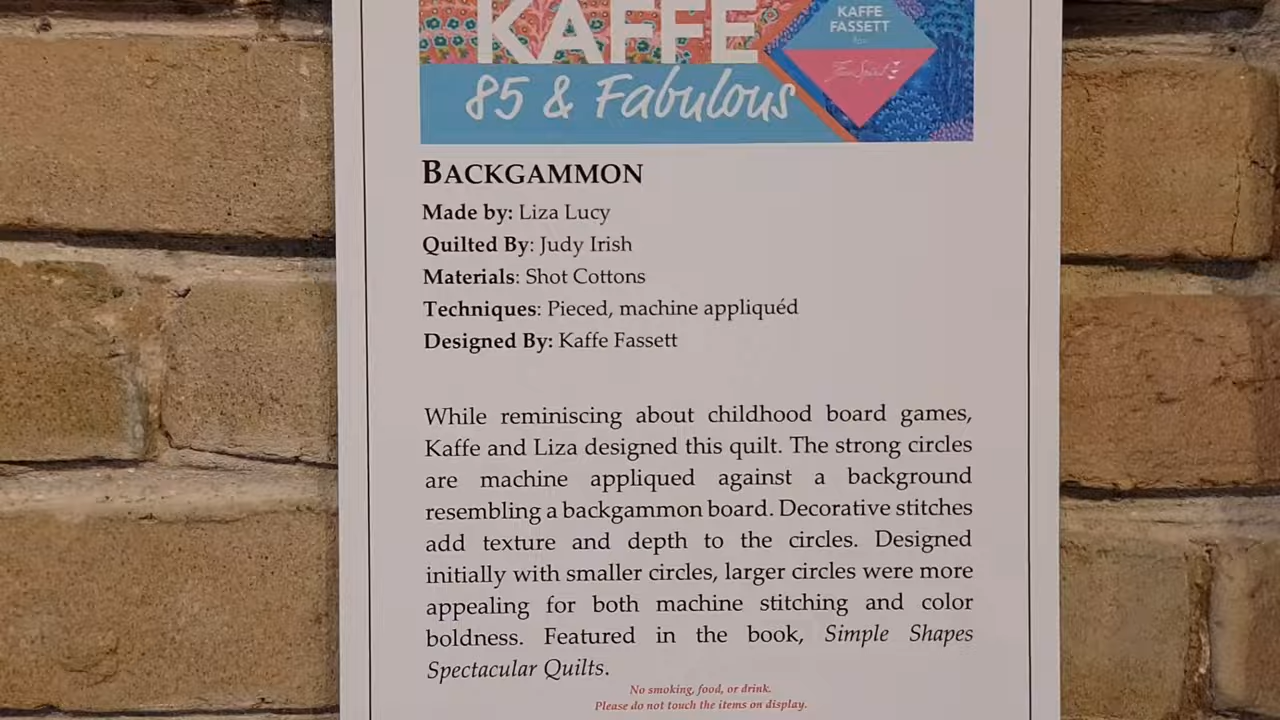 KAFFE
KAFFE
FASSETT
85 & Fabulous
BACKGAMMON
Made by: Liza Lucy
Quilted By: Judy Irish
Materials: Shot Cottons
Techniques: Pieced, machine appliquéd
Designed By: Kaffe Fassett
While reminiscing about childhood board games,
Kaffe and Liza designed this quilt. The strong circles
are machine appliqued against a background
resembling a backgammon board. Decorative stitches
add texture and depth to the circles. Designed
initially with smaller circles, larger circles were more
appealing for both machine stitching and color
boldness. Featured in the book, Simple Shapes
Spectacular Quilts.
No smoking, food, or drink.
Please do not touch the items on display.